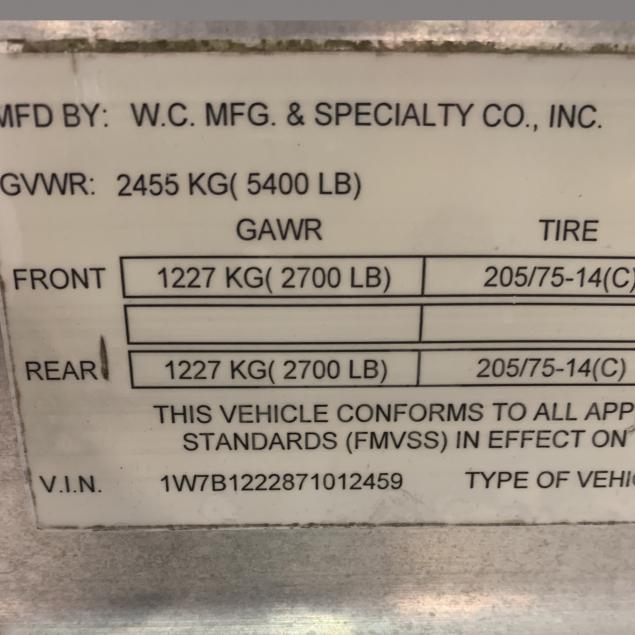 MFD BY: W.C. MFG. & SPECIALTY CO., INC.
GVWR: 2455 KG( 5400 LB)
GAWR TIRE
FRONT 1227 KG( 2700 LB) 205/75-14(C)
REAR 1227 KG( 2700 LB) 205/75-14(C)
THIS VEHICLE CONFORMS TO ALL APP
STANDARDS (FMVSS) IN EFFECT ON
V.I.N. 1W7B1222871012459 TYPE OF VEHIC